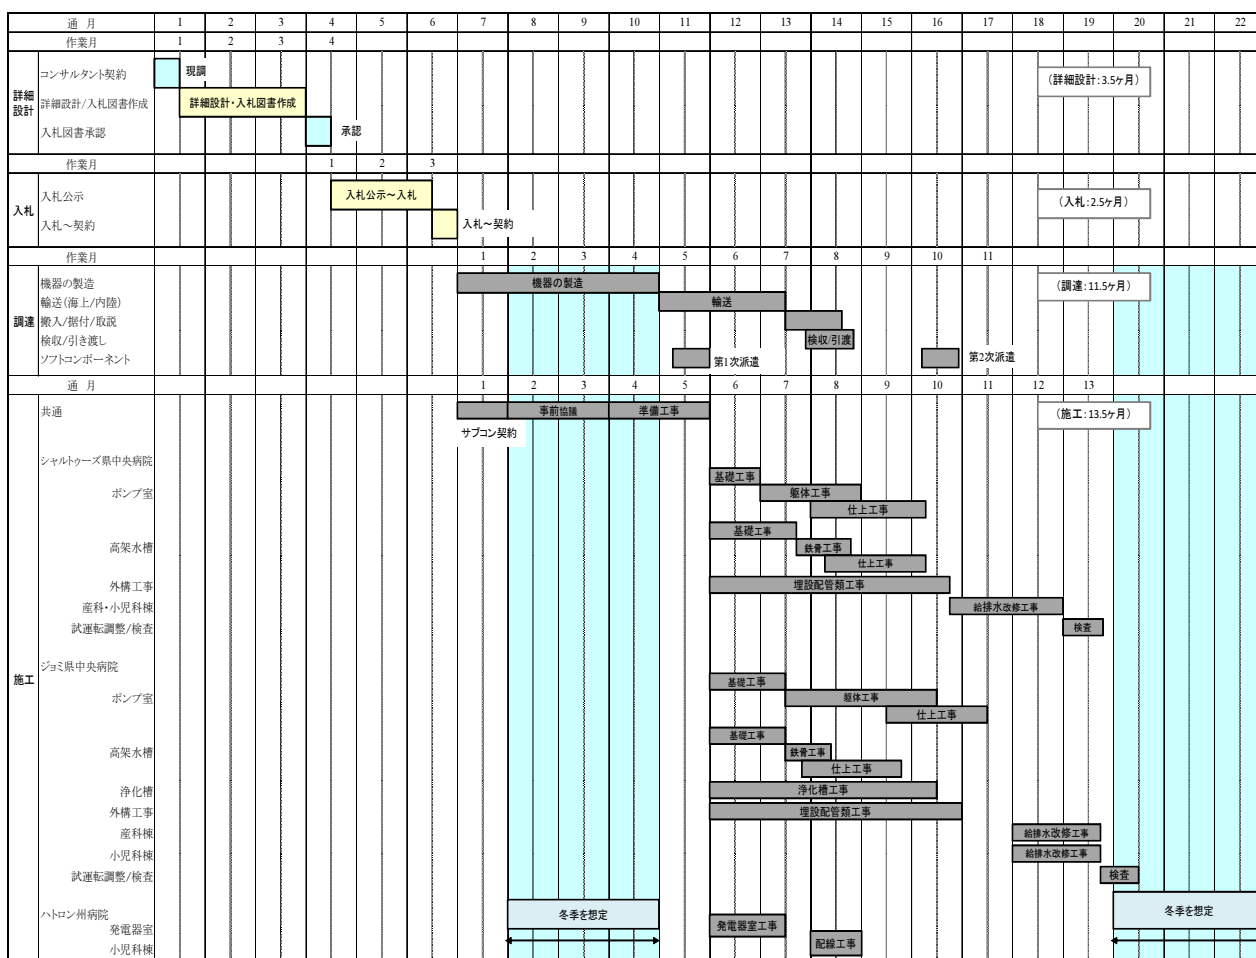 通 月 1 2 3 4 5 6 7 8 9 10 11 12 13 14 15 16 17 18 19 20 21 22
作業月 1 2 3 4
詳細設計
コンサルタント契約 現調 （詳細設計：3.5ヶ月）
詳細設計/入札図書作成 詳細設計・入札図書作成
入札図書承認 承認
作業月 1 2 3
入札
入札公示 入札公示～入札 （入札：2.5ヶ月）
入札～契約 入札～契約
作業月 1 2 3 4 5 6 7 8 9 10 11
調達
機器の製造 機器の製造 （調達：11.5ヶ月）
輸送(海上/内陸) 輸送
搬入/据付/取説
検収/引き渡し 検収/引渡
ソフトコンポーネント 第1次派遣 第2次派遣
通 月 1 2 3 4 5 6 7 8 9 10 11 12 13
施工
共通 事前協議 準備工事 （施工：13.5ヶ月）
サブコン契約
シャルトゥーズ県中央病院
基礎工事
ポンプ室 躯体工事
仕上工事
基礎工事
高架水槽 鉄骨工事
仕上工事
外構工事 埋設配管類工事
産科・小児科棟 給排水改修工事
試運転調整/検査 検査
ジョミ県中央病院
基礎工事
ポンプ室 躯体工事
仕上工事
基礎工事
高架水槽 鉄骨工事
仕上工事
浄化槽 浄化槽工事
外構工事 埋設配管類工事
産科棟 給排水改修工事
小児科棟 給排水改修工事
試運転調整/検査 検査
ハトロン州病院 冬季を想定 冬季を想定
発電器室 発電器室工事
小児科棟 配線工事